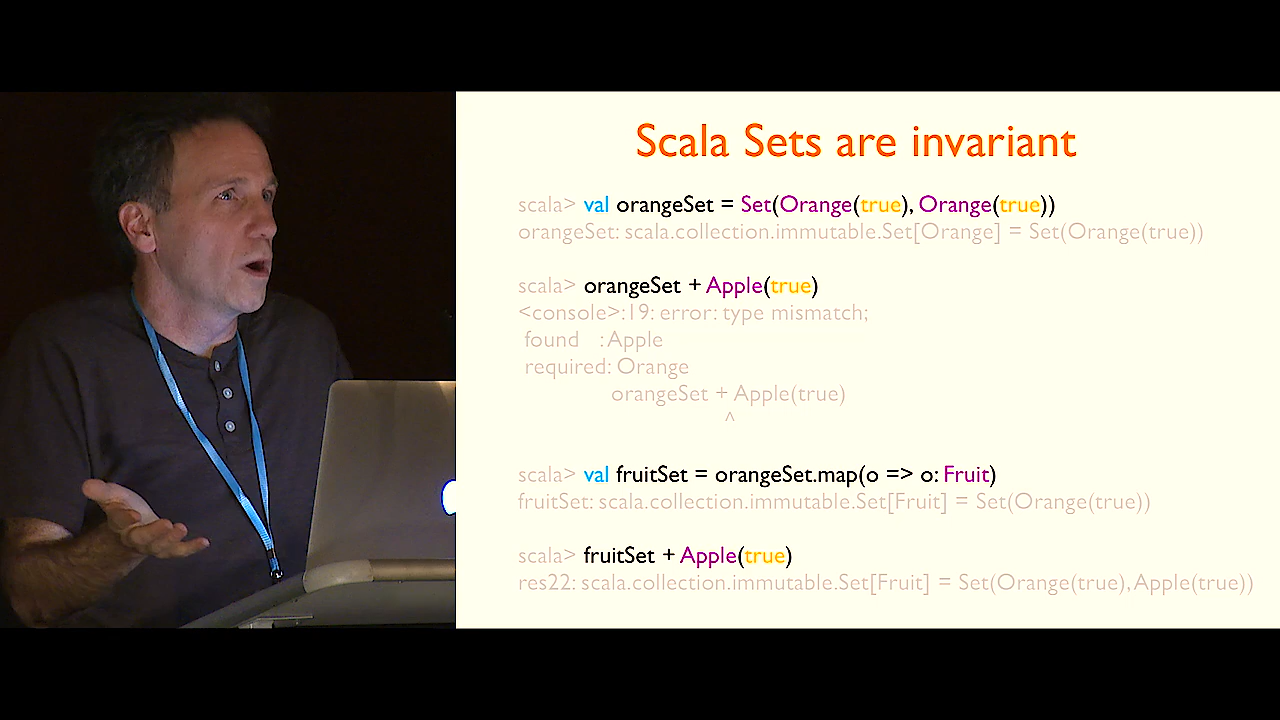 Scala Sets are invariant
scala> val orangeSet = Set(Orange(true), Orange(true))
orangeSet: scala.collection.immutable.Set[Orange] = Set(Orange(true))
scala> orangeSet + Apple(true)
<console>:19: error: type mismatch;
found : Apple
required: Orange
orangeSet + Apple(true)
^
scala> val fruitSet = orangeSet.map(o => o: Fruit)
fruitSet: scala.collection.immutable.Set[Fruit] = Set(Orange(true))
scala> fruitSet + Apple(true)
res22: scala.collection.immutable.Set[Fruit] = Set(Orange(true), Apple(true))